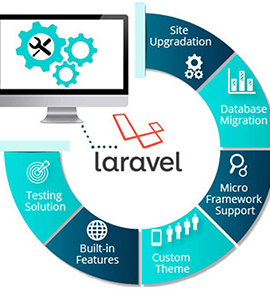 Site
Upgradation
Database
Migration
Micro
Framework
Support
Custom
Theme
Built-in
Features
Testing
Solution
laravel